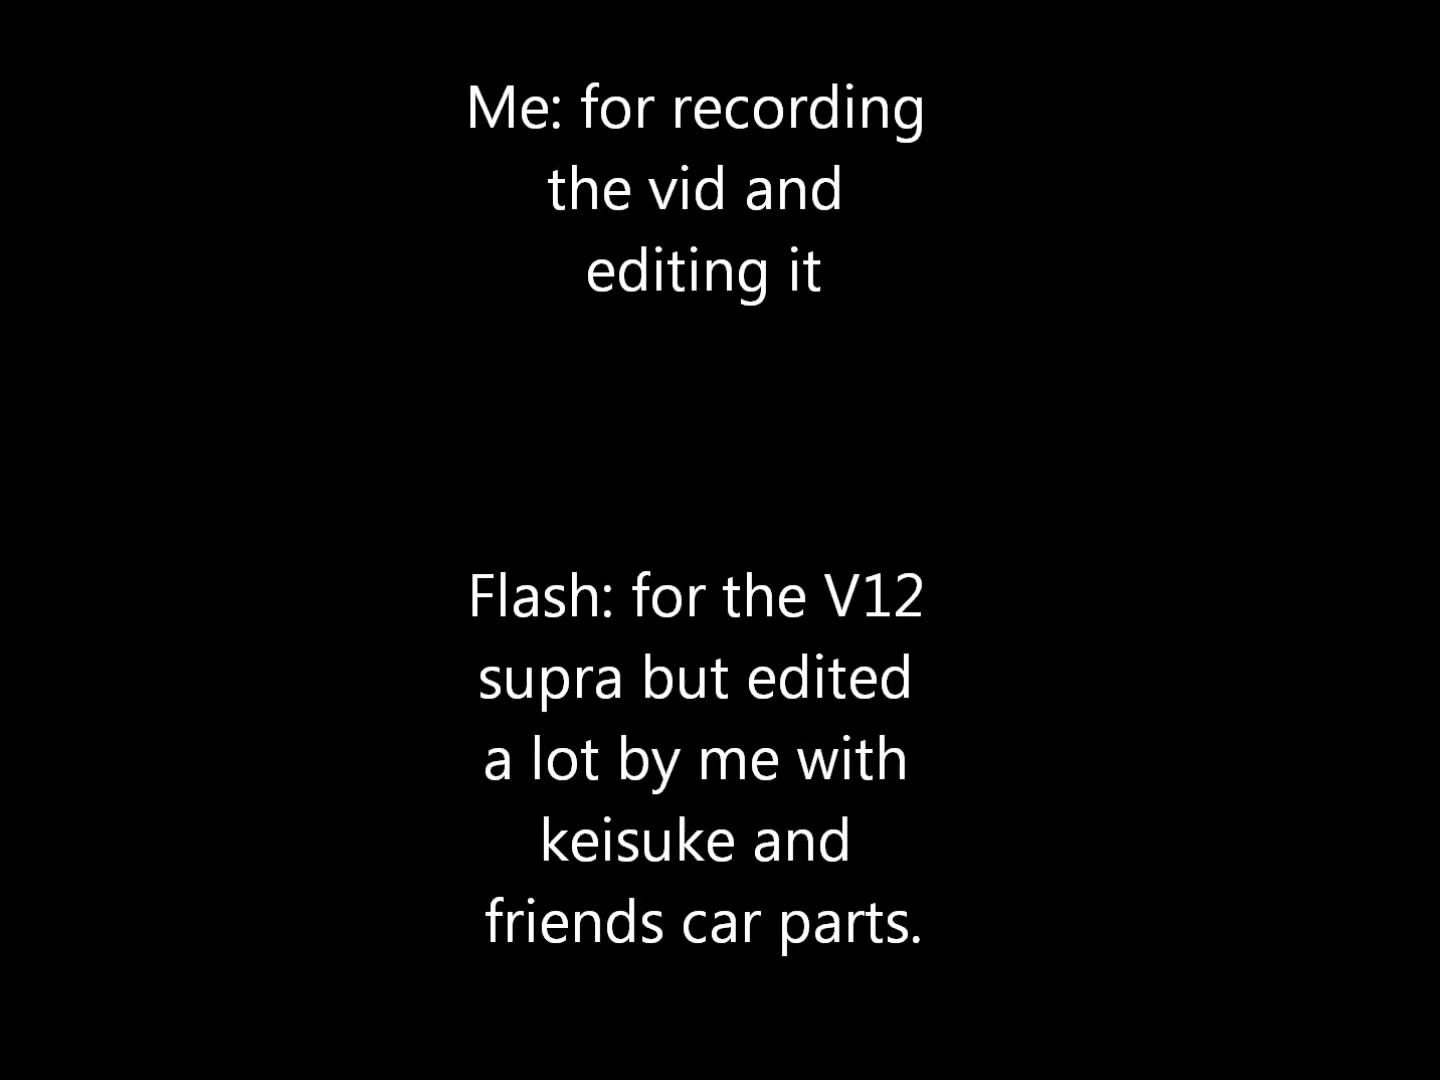 Me: for recording
the vid and
editing it
Flash: for the V12
supra but edited
a lot by me with
keisuke and
friends car parts.